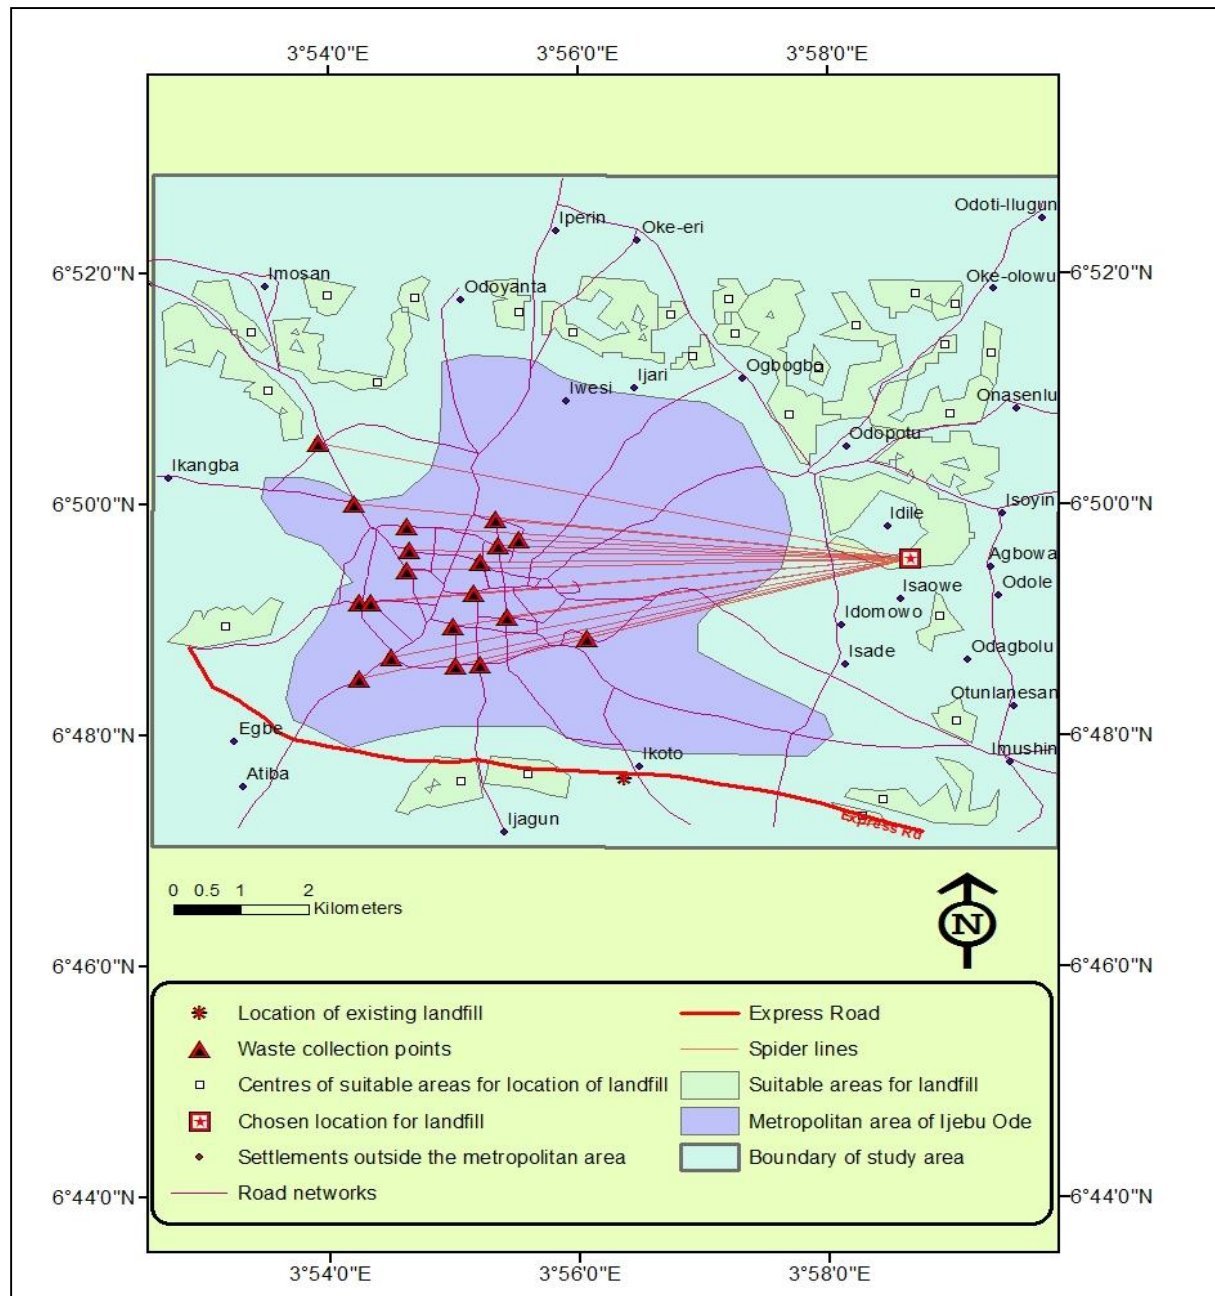 3°54'0"E 3°56'0"E 3°58'0"E
Odoti-Ilugun
Iperin
Oke-eri
6°52'0"N 6°52'0"N
Imosan
Oke-olowu
Odoyanta
Ogbogbo
Iwesi
Ijari
Onasenlu
Odopotu
Ikangba
6°50'0"N 6°50'0"N
Isoyin
Idile
Agbowa
Isaowe
Odole
Idomowo
Isade
Odagbolu
Otunlanesan
Egbe
6°48'0"N 6°48'0"N
Ikoto
Imushin
Atiba
Ijagun
Express Rd
0 0.5 1 2
Kilometers
N
6°46'0"N 6°46'0"N
Location of existing landfill
Waste collection points
Centres of suitable areas for location of landfill
Chosen location for landfill
Settlements outside the metropolitan area
Road networks
Express Road
Spider lines
Suitable areas for landfill
Metropolitan area of Ijebu Ode
Boundary of study area
6°44'0"N 6°44'0"N
3°54'0"E 3°56'0"E 3°58'0"E